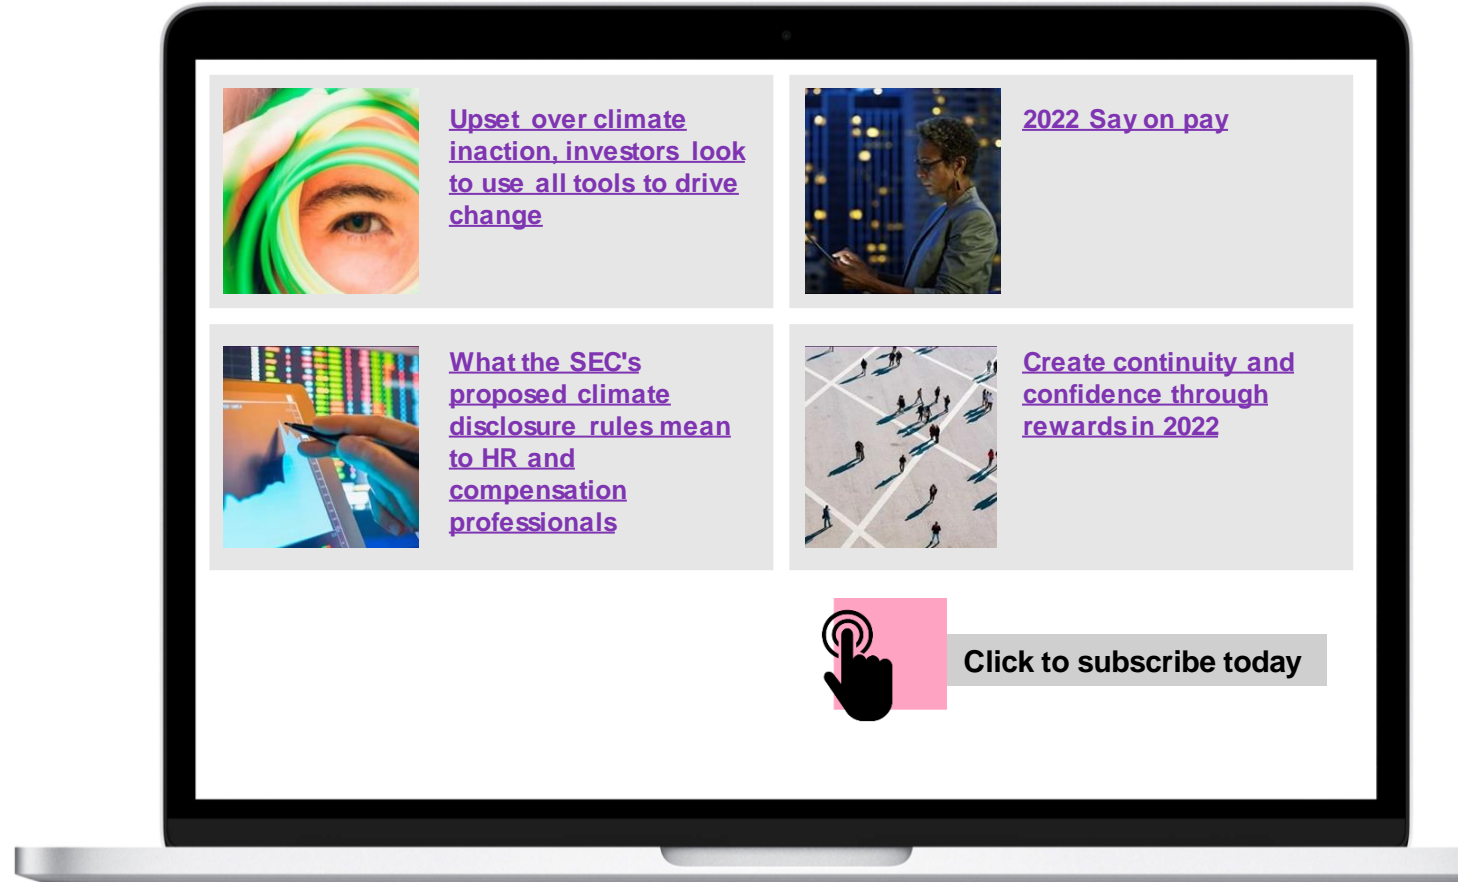 Upset over climate
inaction, investors look
to use all tools to drive
change
2022 Say on pay
What the SEC's
proposed climate
disclosure rules mean
to HR and
compensation
professionals
Create continuity and
confidence through
rewards in 2022
Click to subscribe today